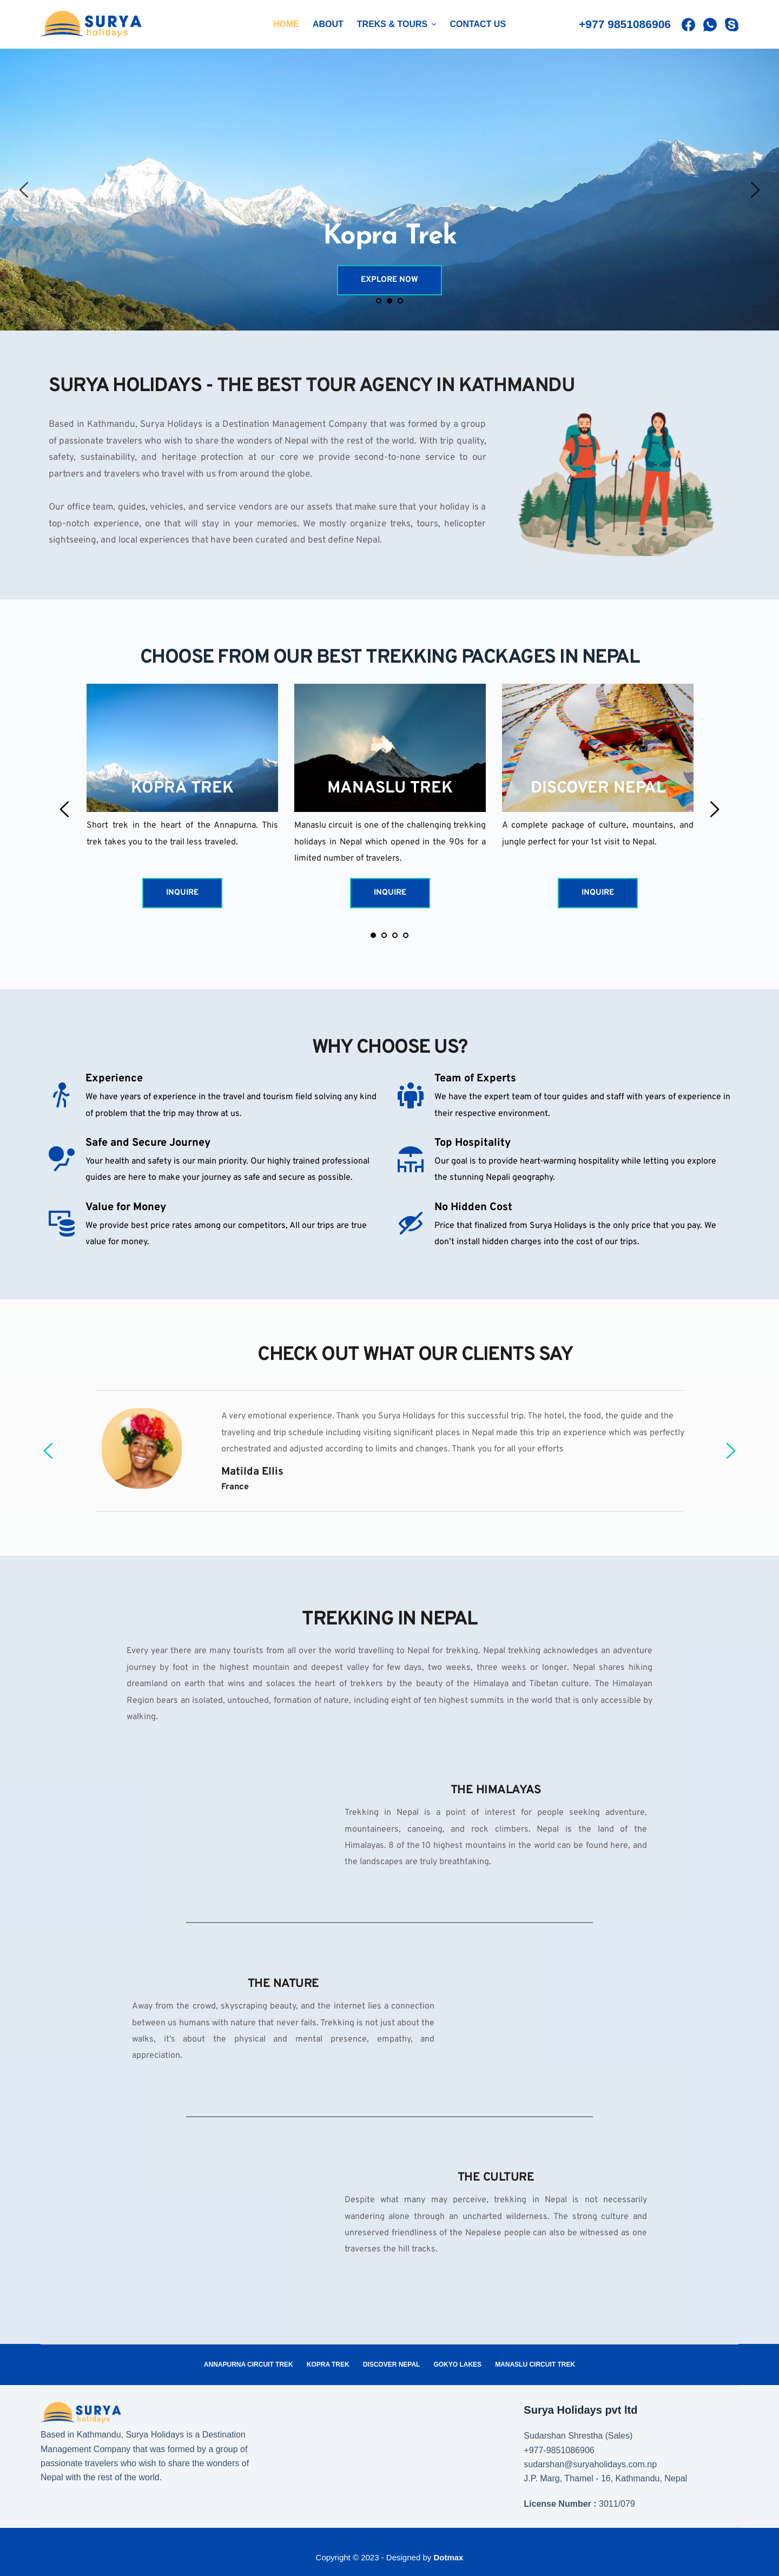 SURYA
holidays
HOME
ABOUT
TREKS & TOURS
CONTACT US
+977 9851086906
Kopra Trek
EXPLORE NOW
SURYA HOLIDAYS - THE BEST TOUR AGENCY IN KATHMANDU
Based in Kathmandu, Surya Holidays is a Destination Management Company that was formed by a group
of passionate travelers who wish to share the wonders of Nepal with the rest of the world. With trip quality,
safety, sustainability, and heritage protection at our core we provide second-to-none service to our
partners and travelers who travel with us from around the globe.
Our office team, guides, vehicles, and service vendors are our assets that make sure that your holiday is a
top-notch experience, one that will stay in your memories. We mostly organize treks, tours, helicopter
sightseeing, and local experiences that have been curated and best define Nepal.
CHOOSE FROM OUR BEST TREKKING PACKAGES IN NEPAL
KOPRA TREK
Short trek in the heart of the Annapurna. This
trek takes you to the trail less traveled.
INQUIRE
MANASLU TREK
Manaslu circuit is one of the challenging trekking
holidays in Nepal which opened in the 90s for a
limited number of travelers.
INQUIRE
DISCOVER NEPAL
A complete package of culture, mountains, and
jungle perfect for your 1st visit to Nepal.
INQUIRE
WHY CHOOSE US?
Experience
We have years of experience in the travel and tourism field solving any kind
of problem that the trip may throw at us.
Team of Experts
We have the expert team of tour guides and staff with years of experience in
their respective environment.
Safe and Secure Journey
Your health and safety is our main priority. Our highly trained professional
guides are here to make your journey as safe and secure as possible.
Top Hospitality
Our goal is to provide heart-warming hospitality while letting you explore
the stunning Nepali geography.
Value for Money
We provide best price rates among our competitors, All our trips are true
value for money.
No Hidden Cost
Price that finalized from Surya Holidays is the only price that you pay. We
don't install hidden charges into the cost of our trips.
CHECK OUT WHAT OUR CLIENTS SAY
A very emotional experience. Thank you Surya Holidays for this successful trip. The hotel, the food, the guide and the
traveling and trip schedule including visiting significant places in Nepal made this trip an experience which was perfectly
orchestrated and adjusted according to limits and changes. Thank you for all your efforts
Matilda Ellis
France
TREKKING IN NEPAL
Every year there are many tourists from all over the world travelling to Nepal for trekking. Nepal trekking acknowledges an adventure
journey by foot in the highest mountain and deepest valley for few days, two weeks, three weeks or longer. Nepal shares hiking
dreamland on earth that wins and solaces the heart of trekkers by the beauty of the Himalaya and Tibetan culture. The Himalayan
Region bears an isolated, untouched, formation of nature, including eight of ten highest summits in the world that is only accessible by
walking.
THE HIMALAYAS
Trekking in Nepal is a point of interest for people seeking adventure,
mountaineers, canoeing, and rock climbers. Nepal is the land of the
Himalayas. 8 of the 10 highest mountains in the world can be found here, and
the landscapes are truly breathtaking.
THE NATURE
Away from the crowd, skyscraping beauty, and the internet lies a connection
between us humans with nature that never fails. Trekking is not just about the
walks, it's about the physical and mental presence, empathy, and
appreciation.
THE CULTURE
Despite what many may perceive, trekking in Nepal is not necessarily
wandering alone through an uncharted wilderness. The strong culture and
unreserved friendliness of the Nepalese people can also be witnessed as one
traverses the hill tracks.
ANNAPURNA CIRCUIT TREK
KOPRA TREK
DISCOVER NEPAL
GOKYO LAKES
MANASLU CIRCUIT TREK
SURYA
holidays
Based in Kathmandu, Surya Holidays is a Destination
Management Company that was formed by a group of
passionate travelers who wish to share the wonders of
Nepal with the rest of the world.
Surya Holidays pvt ltd
Sudarshan Shrestha (Sales)
+977-9851086906
sudarshan@suryaholidays.com.np
J.P. Marg, Thamel - 16, Kathmandu, Nepal
License Number : 3011/079
Copyright © 2023 - Designed by Dotmax